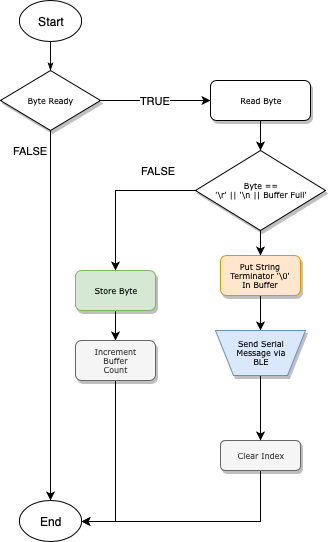 Start
Byte Ready
TRUE
Read Byte
FALSE
FALSE
Byte ==
'\r' || '\n || Buffer Full'
Put String
Terminator '\0'
In Buffer
Store Byte
Send Serial
Message via
BLE
Increment
Buffer
Count
Clear Index
End